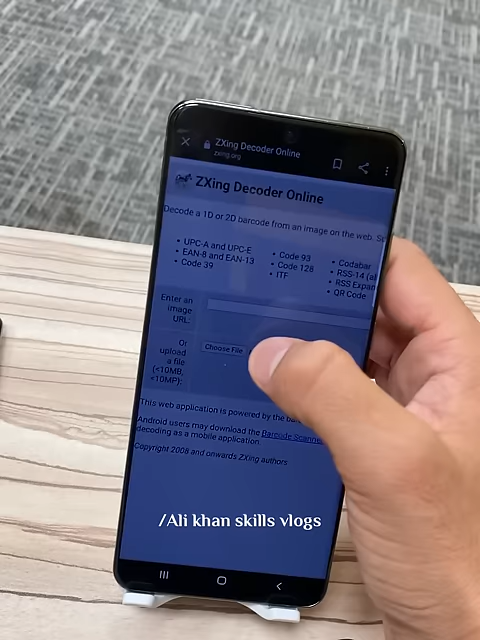 ZXing Decoder Online
zxing.org
ZXing Decoder Online
Decode a 1D or 2D barcode from an image on the web.
• UPC-A and UPC-E
• EAN-8 and EAN-13
• Code 39
• Code 93
• Code 128
• ITF
• Codabar
• RSS-14 (al
• RSS Expan
• QR Code
Enter an
image
URL:
Choose File
Or
upload
a file
(<10MB,
<10MP):
This web application is powered by the
Android users may download the Barcode Scanne
decoding as a mobile application.
Copyright 2008 and onwards ZXing authors
/Ali khan skills vlogs